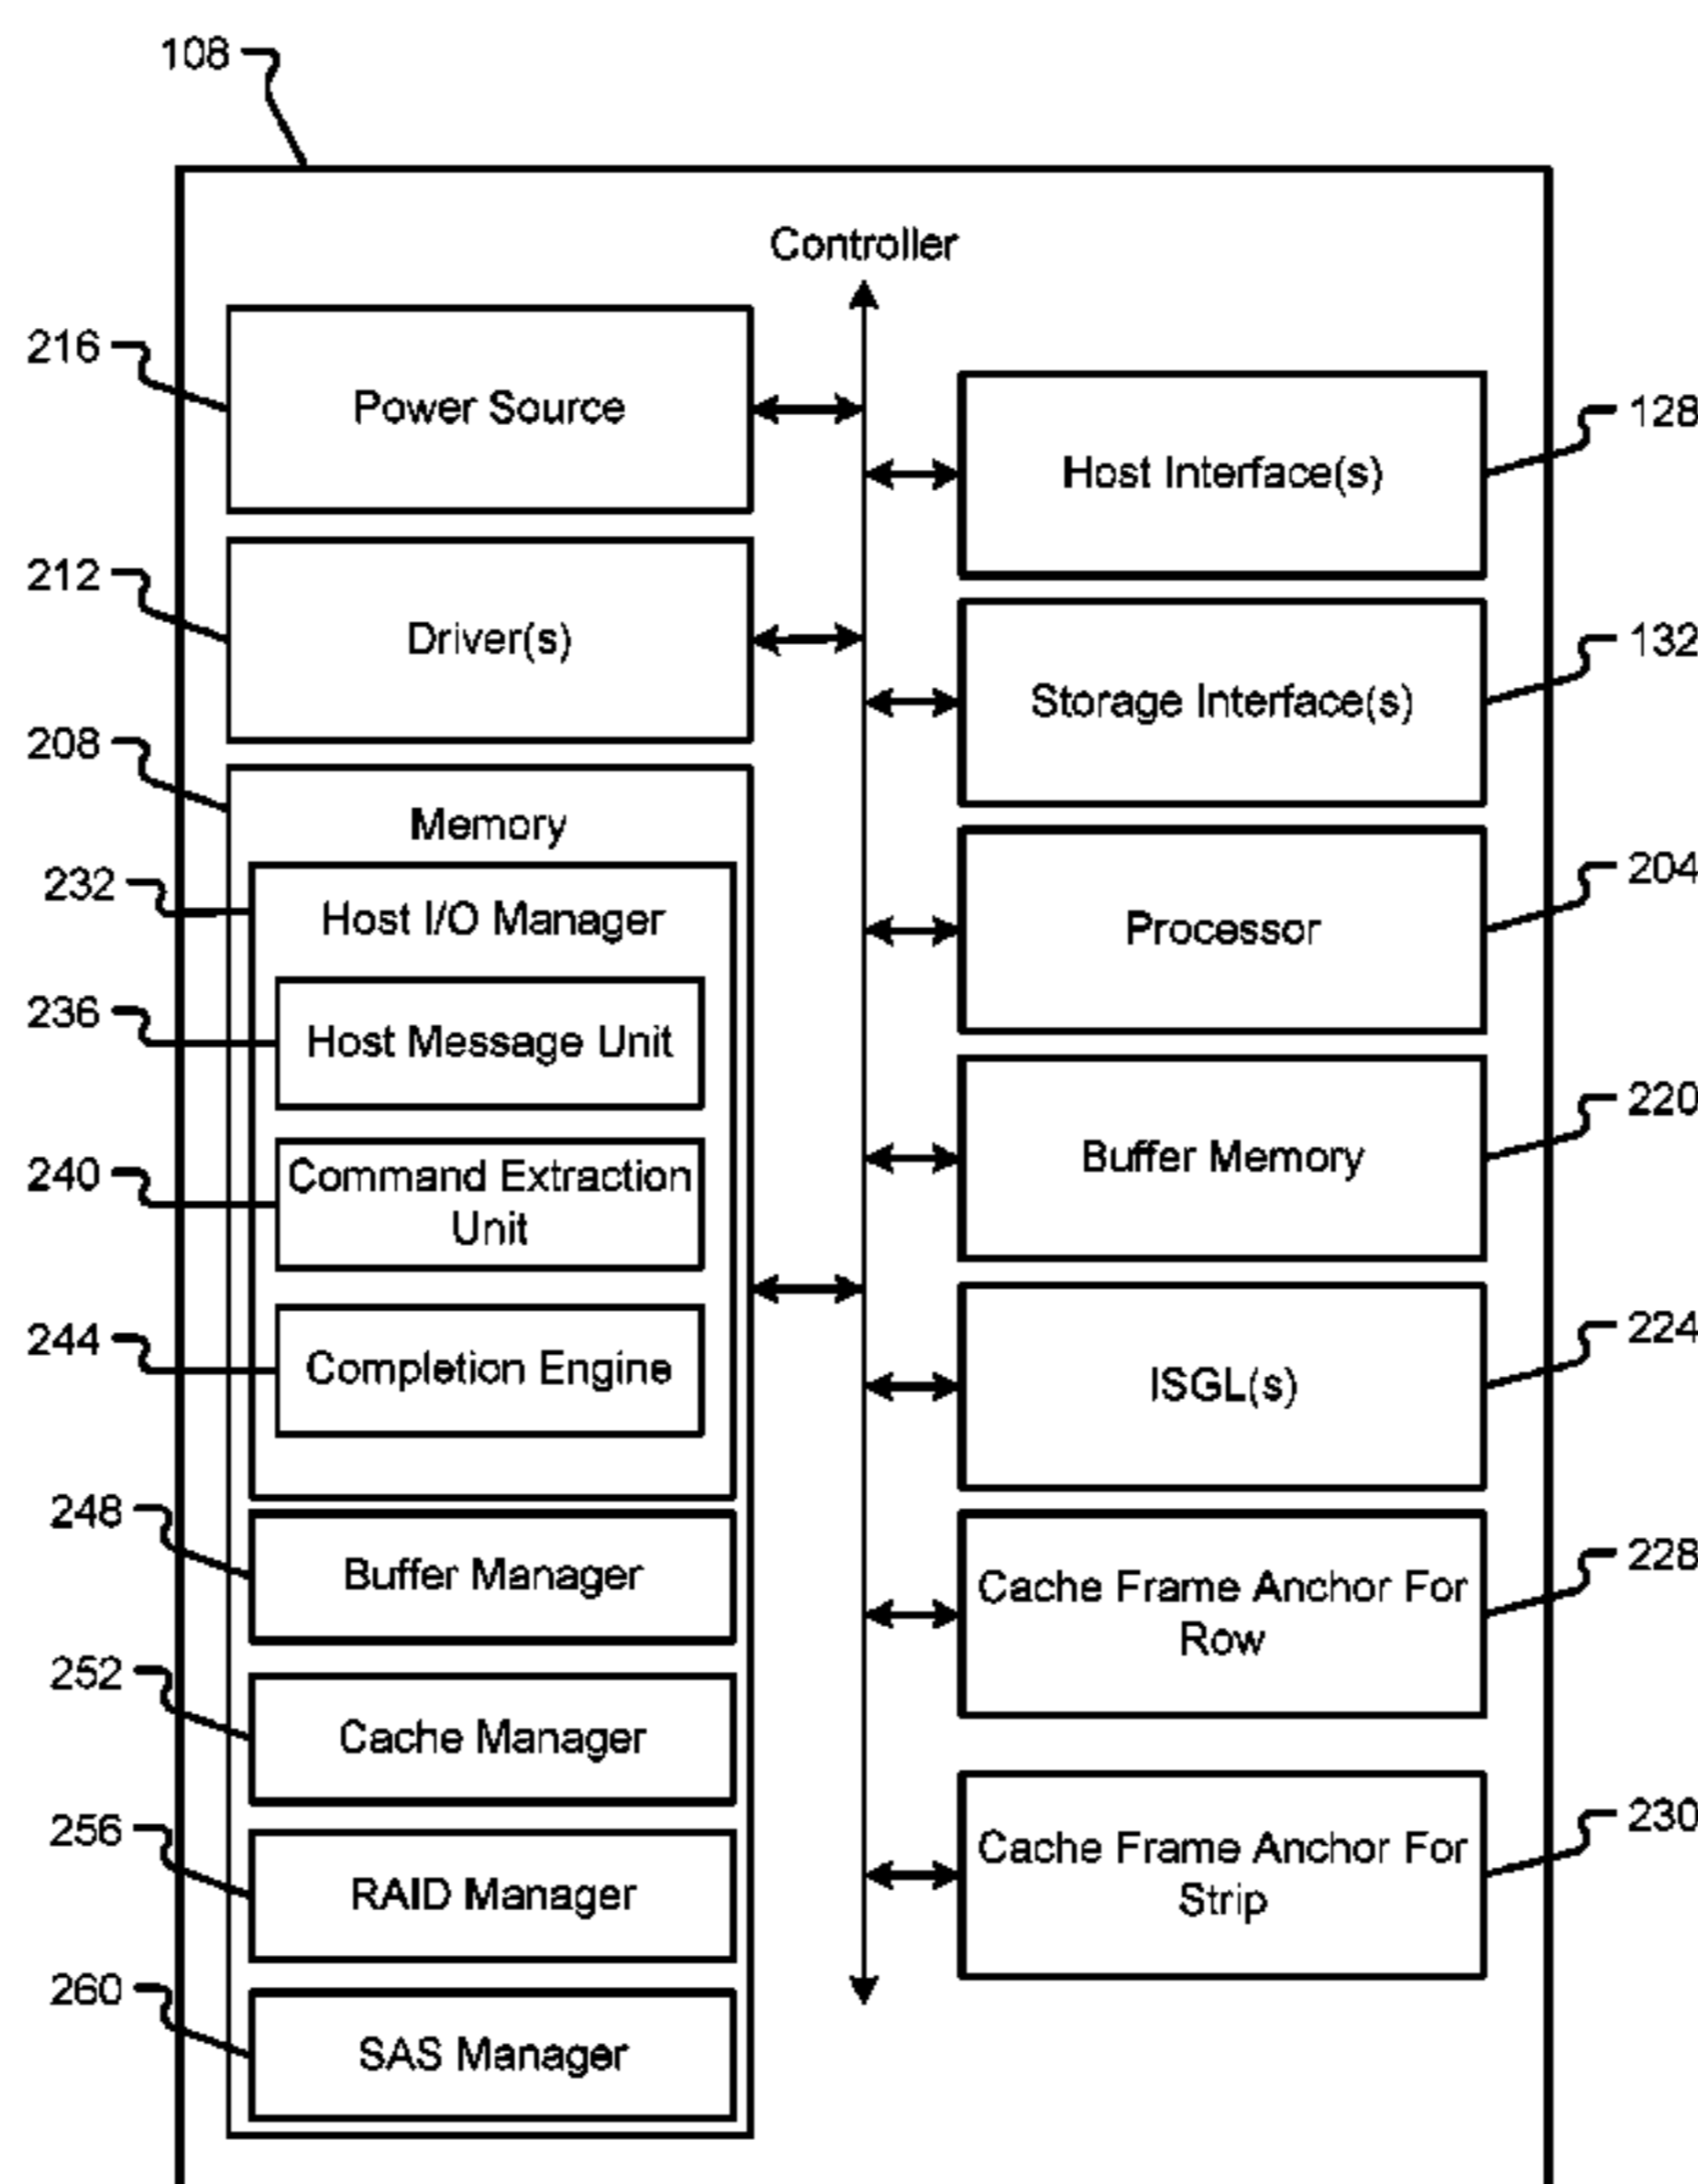 108
Controller
216
Power Source
212
Driver(s)
208
Memory
232
Host I/O Manager
236
Host Message Unit
240
Command Extraction
Unit
244
Completion Engine
248
Buffer Manager
252
Cache Manager
256
RAID Manager
260
SAS Manager
Host Interface(s)
128
Storage Interface(s)
132
Processor
204
Buffer Memory
220
ISGL(s)
224
Cache Frame Anchor For
Row
228
Cache Frame Anchor For
Strip
230